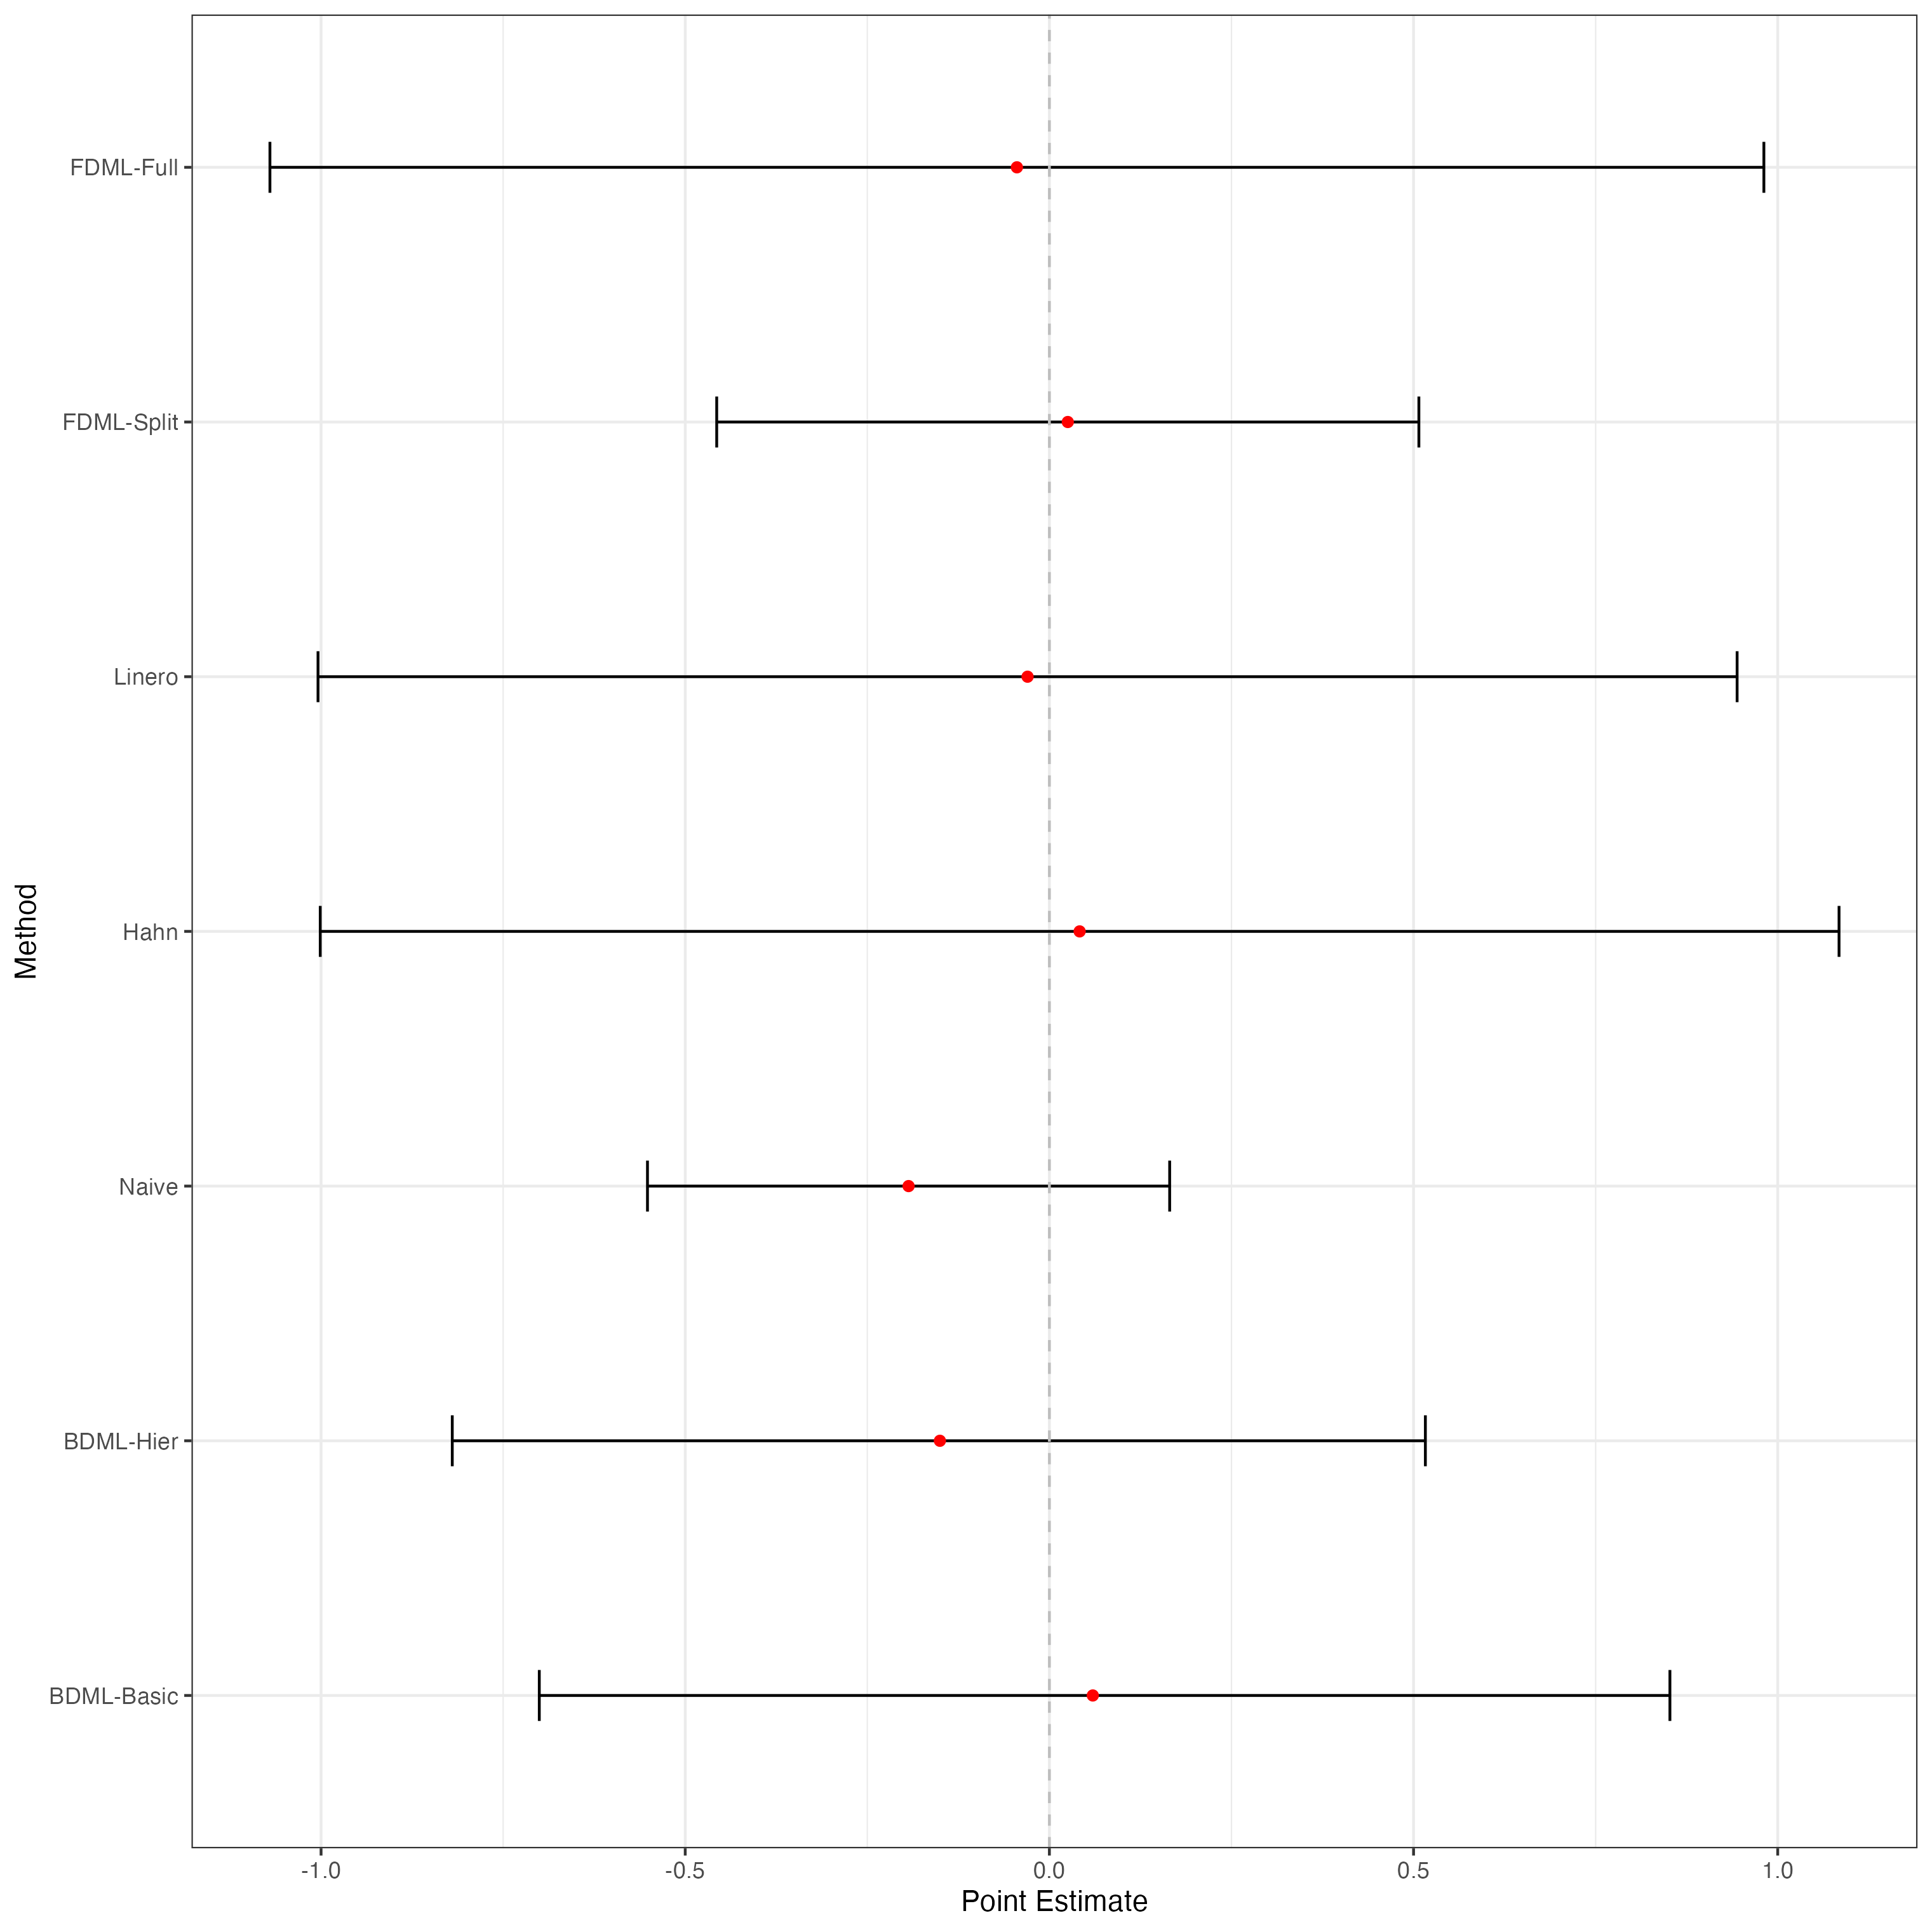 FDML-Full
FDML-Split
Linero
Hahn
Naive
BDML-Hier
BDML-Basic
Method
-1.0
-0.5
0.0
0.5
1.0
Point Estimate